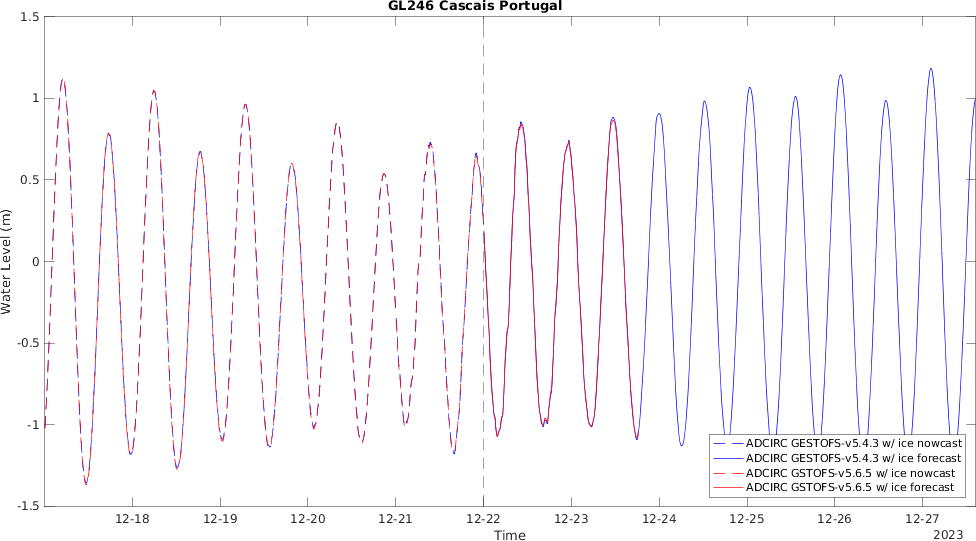 GL246 Cascais Portugal
1.5
1
0.5
0
-0.5
-1
-1.5
Water Level (m)
12-18
12-19
12-20
12-21
12-22
12-23
12-24
12-25
12-26
12-27
Time
2023
ADCIRC GESTOFS-v5.4.3 w/ ice nowcast
ADCIRC GESTOFS-v5.4.3 w/ ice forecast
ADCIRC GSTOFS-v5.6.5 w/ ice nowcast
ADCIRC GSTOFS-v5.6.5 w/ ice forecast